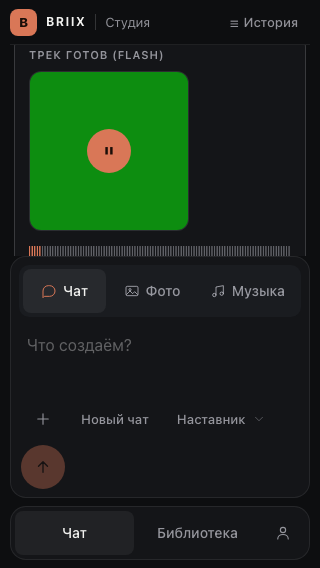 B BRIIX Студия История
ТРЕК ГОТОВ (FLASH)
Чат Фото Музыка
Что создаём?
Новый чат Наставник
Чат Библиотека